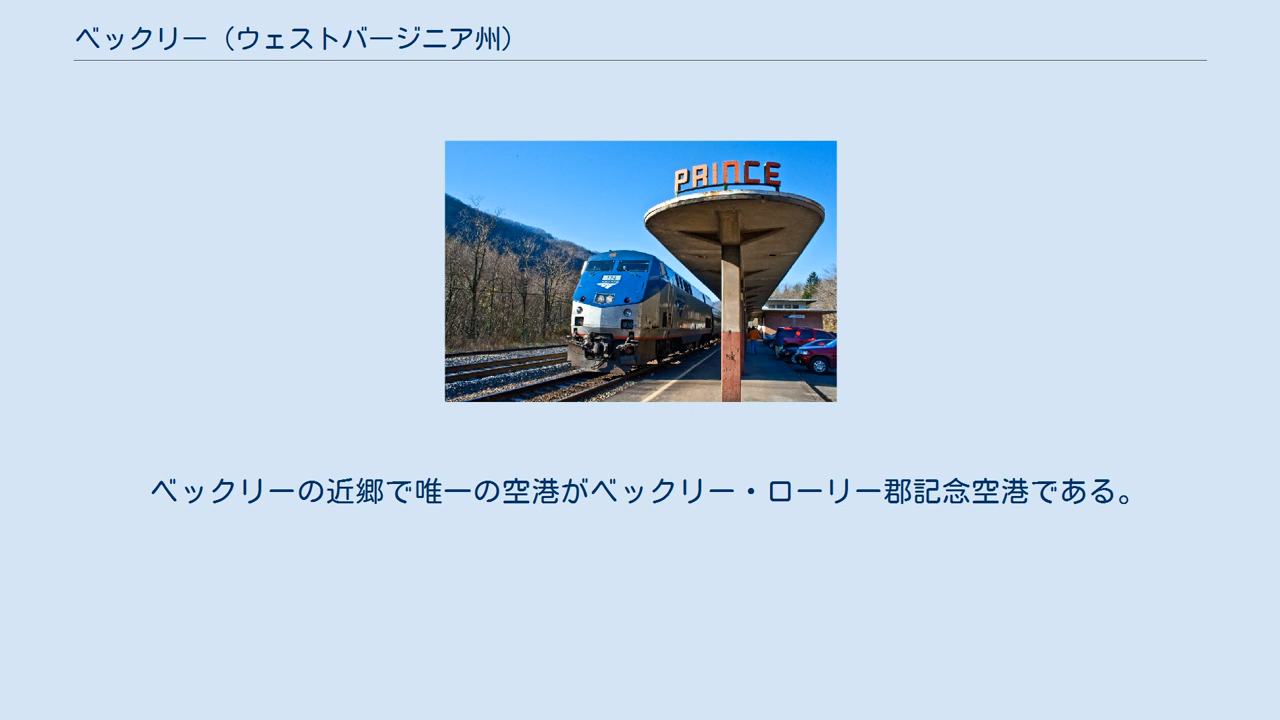 ベックリー（ウェストバージニア州）
PRINCE
ベックリーの近郷で唯一の空港がベックリー・ローリー郡記念空港である。